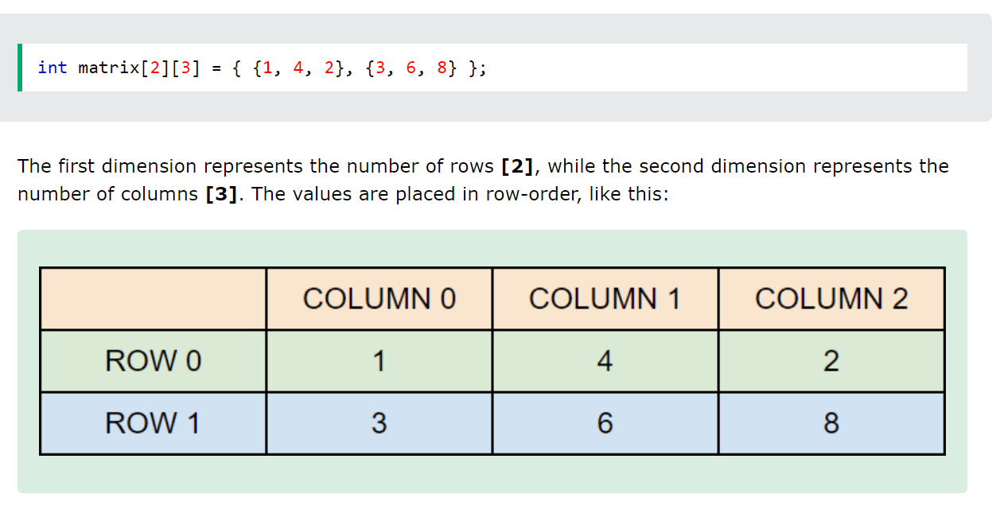 int matrix[2][3] = { {1, 4, 2}, {3, 6, 8} };
The first dimension represents the number of rows [2], while the second dimension represents the
number of columns [3]. The values are placed in row-order, like this:
COLUMN 0 COLUMN 1 COLUMN 2
ROW 0 1 4 2
ROW 1 3 6 8